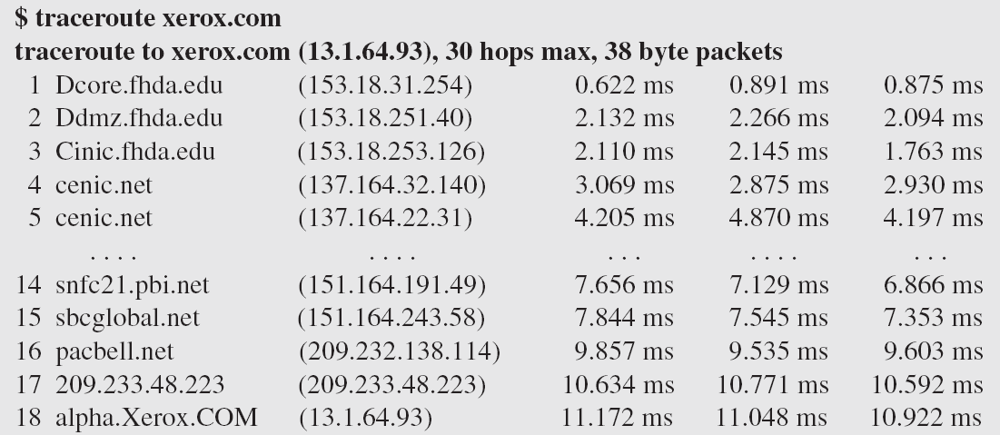 $ traceroute xerox.com
traceroute to xerox.com (13.1.64.93), 30 hops max, 38 byte packets
1 Dcore.fhda.edu (153.18.31.254) 0.622 ms 0.891 ms 0.875 ms
2 Ddmz.fhda.edu (153.18.251.40) 2.132 ms 2.266 ms 2.094 ms
3 Cinic.fhda.edu (153.18.253.126) 2.110 ms 2.145 ms 1.763 ms
4 cenic.net (137.164.32.140) 3.069 ms 2.875 ms 2.930 ms
5 cenic.net (137.164.22.31) 4.205 ms 4.870 ms 4.197 ms
. . . . . . . . . . . . . . . . . .
14 snfc21.pbi.net (151.164.191.49) 7.656 ms 7.129 ms 6.866 ms
15 sbcglobal.net (151.164.243.58) 7.844 ms 7.545 ms 7.353 ms
16 pacbell.net (209.232.138.114) 9.857 ms 9.535 ms 9.603 ms
17 209.233.48.223 (209.233.48.223) 10.634 ms 10.771 ms 10.592 ms
18 alpha.Xerox.COM (13.1.64.93) 11.172 ms 11.048 ms 10.922 ms